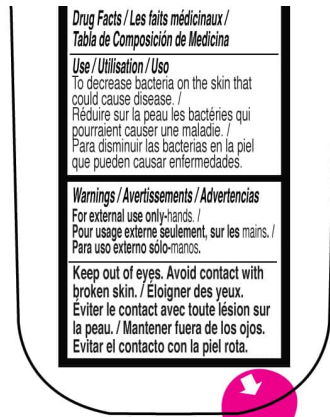 Drug Facts / Les faits médicinaux /
Tabla de Composición de Medicina
Use / Utilisation / Uso
To decrease bacteria on the skin that
could cause disease. /
Réduire sur la peau les bactéries qui
pourraient causer une maladie. /
Para disminuir las bacterias en la piel
que pueden causar enfermedades.
Warnings / Avertissements / Advertencias
For external use only-hands. /
Pour usage externe seulement, sur les mains. /
Para uso externo sólo-manos.
Keep out of eyes. Avoid contact with
broken skin. / Éloigner des yeux.
Éviter le contact avec toute lésion sur
la peau. / Mantener fuera de los ojos.
Evitar el contacto con la piel rota.